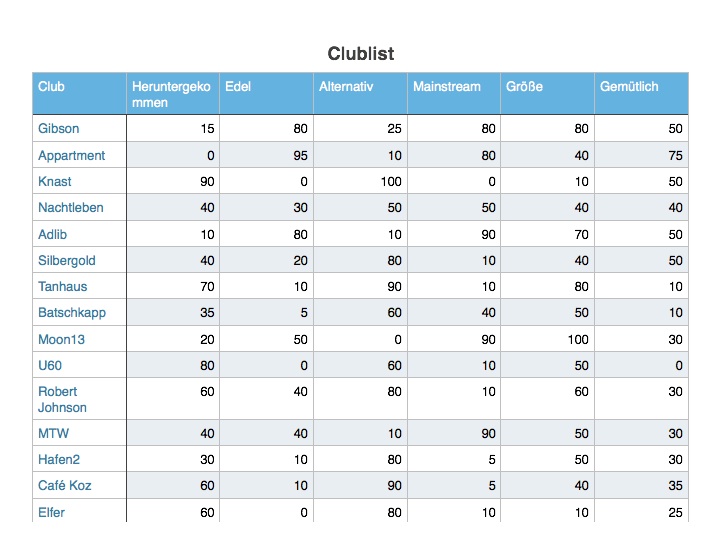 Clublist
Club Heruntergeko Edel Alternativ Mainstream Größe Gemütlich
mmen
Gibson 15 80 25 80 80 50
Appartment 0 95 10 80 40 75
Knast 90 0 100 0 10 50
Nachtleben 40 30 50 50 40 40
Adlib 10 80 10 90 70 50
Silbergold 40 20 80 10 40 50
Tanhaus 70 10 90 10 80 10
Batschkapp 35 5 60 40 50 10
Moon13 20 50 0 90 100 30
U60 80 0 60 10 50 0
Robert 60 40 80 10 60 30
Johnson
MTW 40 40 10 90 50 30
Hafen2 30 10 80 5 50 30
Café Koz 60 10 90 5 40 35
Elfer 60 0 80 10 10 25